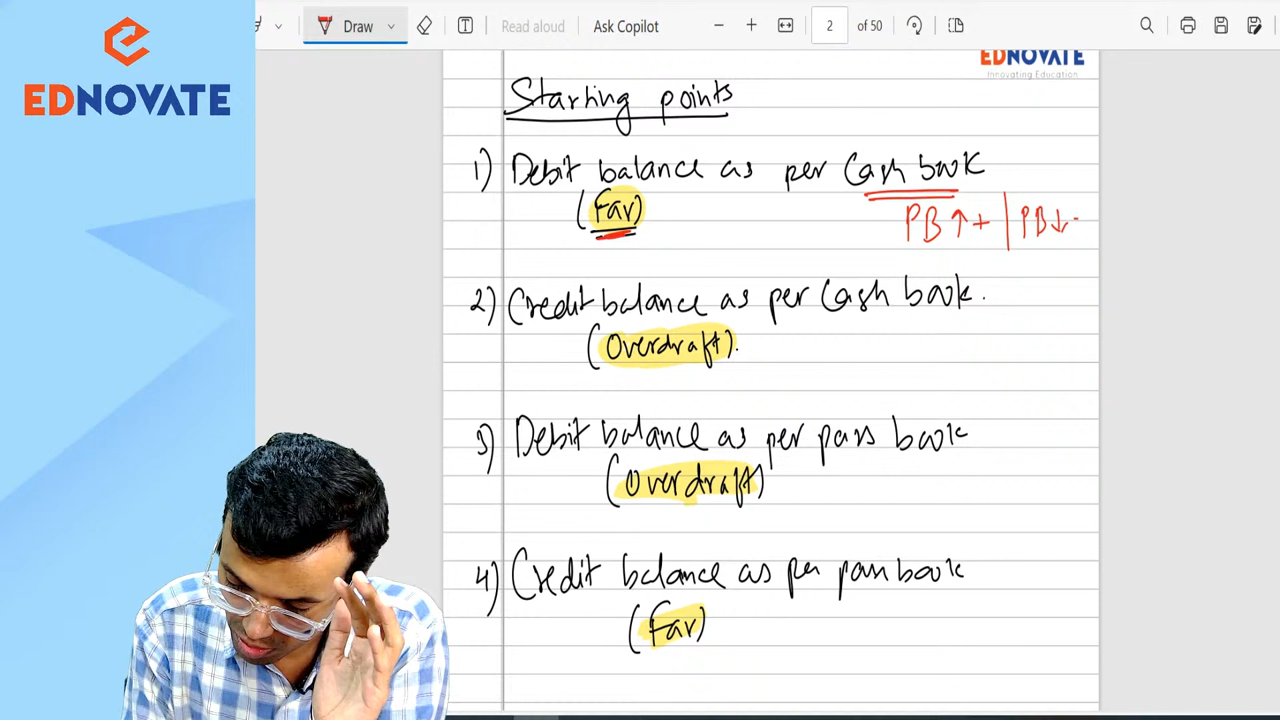 Draw
Read aloud
Ask Copilot
2 of 50
EDNOVATE
EDNOVATE
Innovating Education
Starting points
1) Debit balance as per Cash book
(Fav)
PB↑+ | PB↓-
2) Credit balance as per Cash book.
(Overdraft).
3) Debit balance as per pass book
(Overdraft)
4) Credit balance as per passbook
(Fav)